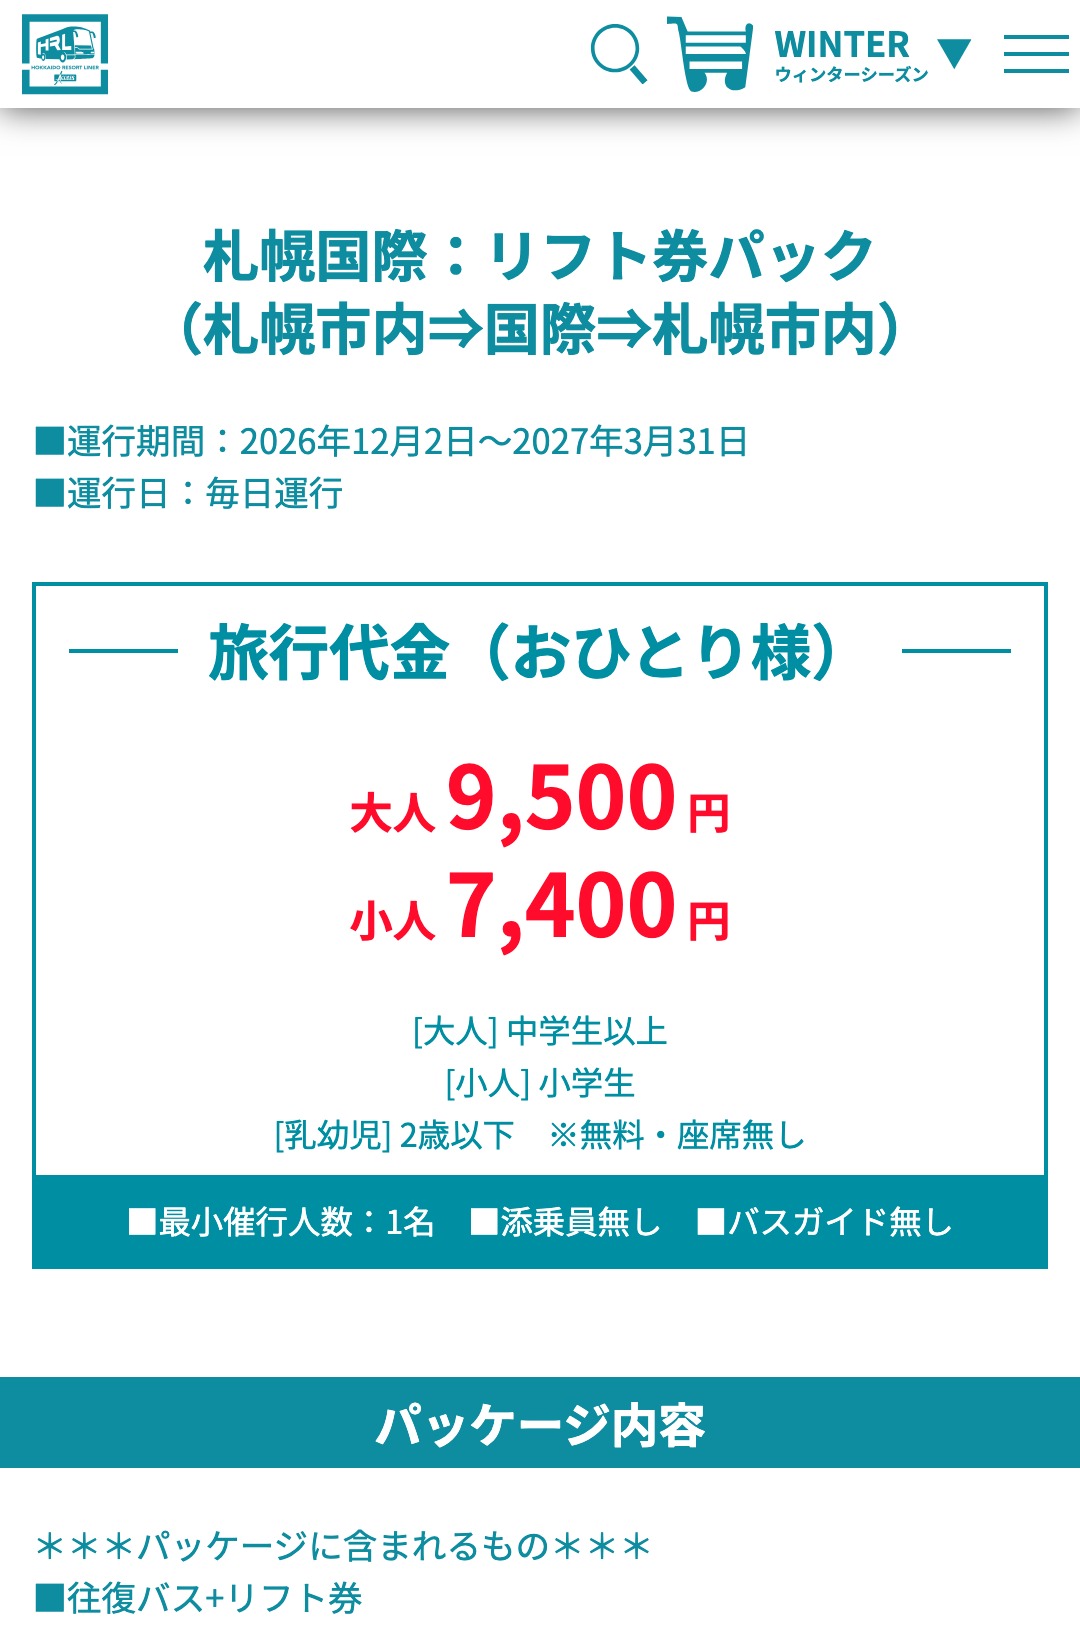 HRL
HOKKAIDO RESORT LINER
WINTER
ウィンターシーズン
札幌国際：リフト券パック
（札幌市内⇒国際⇒札幌市内）
■運行期間：2026年12月2日〜2027年3月31日
■運行日：毎日運行
旅行代金（おひとり様）
大人 9,500 円
小人 7,400 円
[大人] 中学生以上
[小人] 小学生
[乳幼児] 2歳以下　※無料・座席無し
■最小催行人数：1名　■添乗員無し　■バスガイド無し
パッケージ内容
＊＊＊パッケージに含まれるもの＊＊＊
■往復バス+リフト券